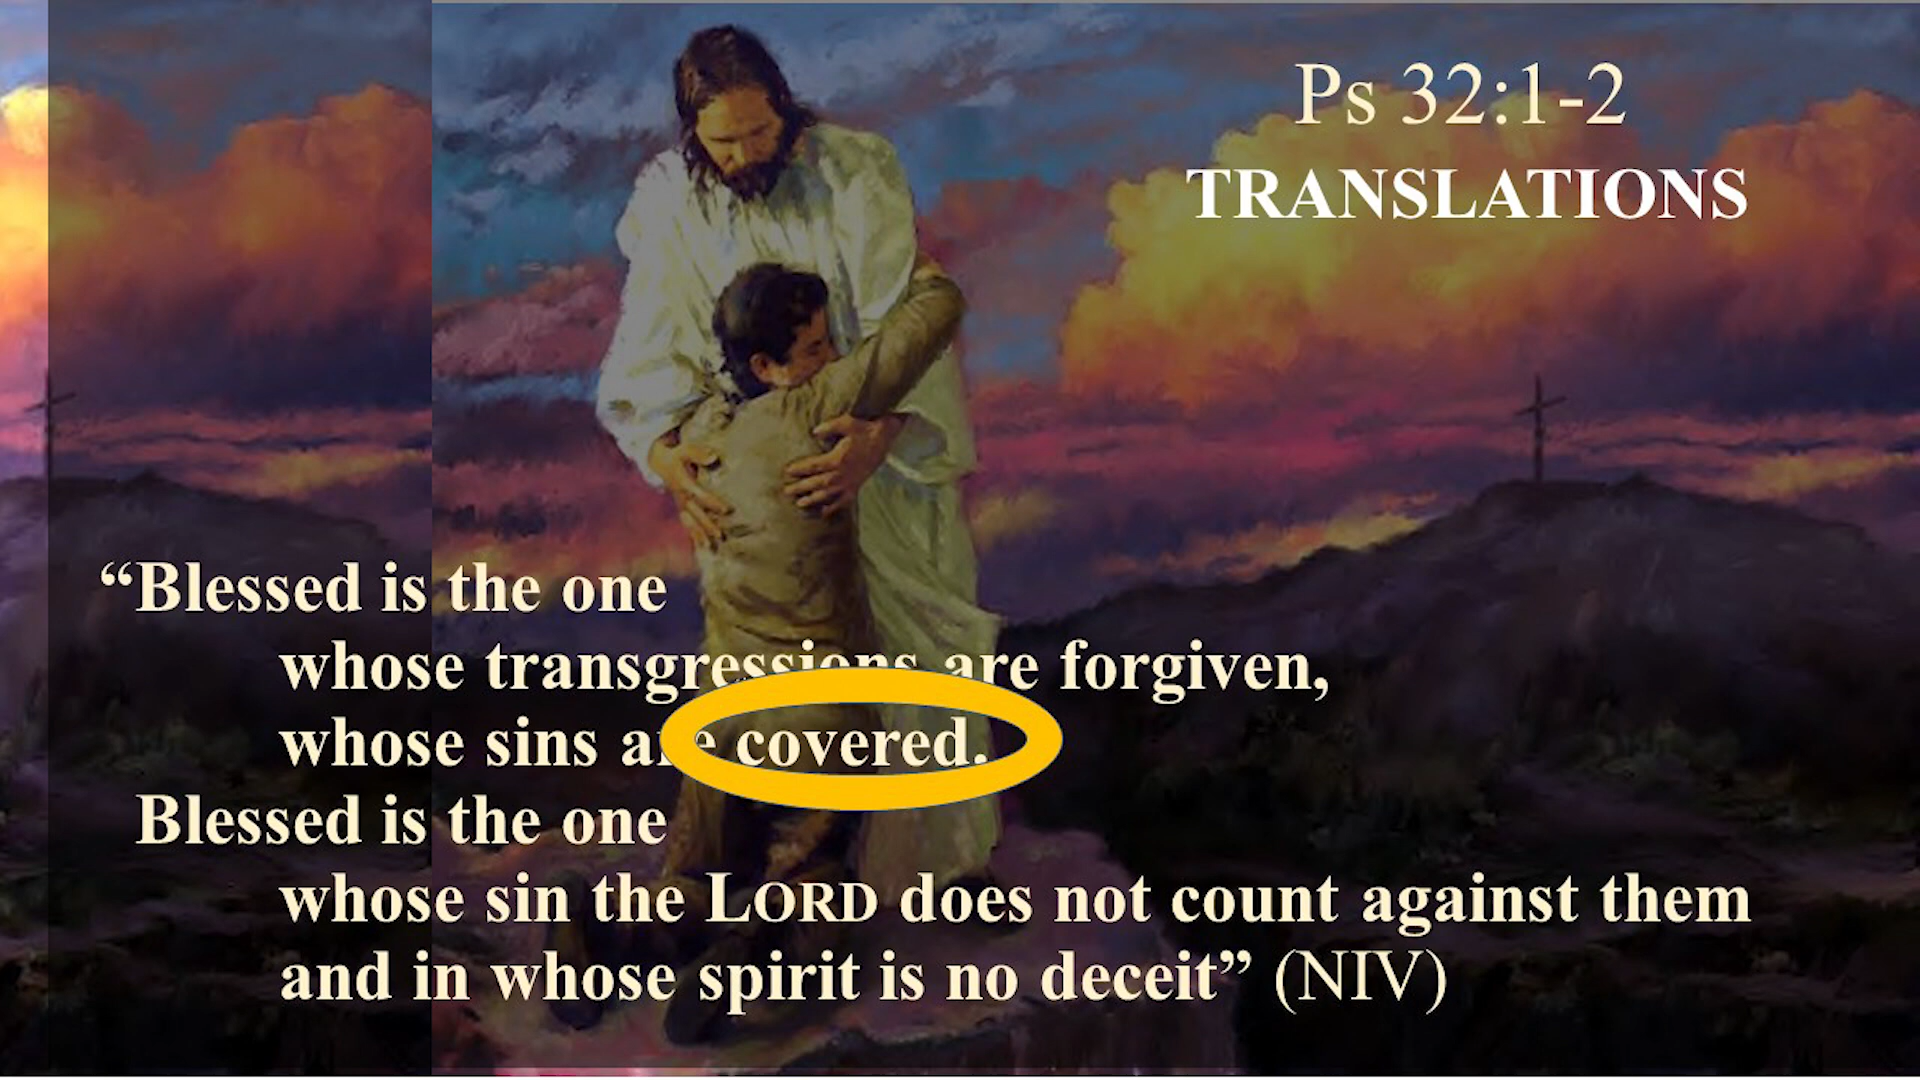 Ps 32:1-2
TRANSLATIONS
“Blessed is the one
whose transgressions are forgiven,
whose sins are covered.
Blessed is the one
whose sin the LORD does not count against them
and in whose spirit is no deceit” (NIV)